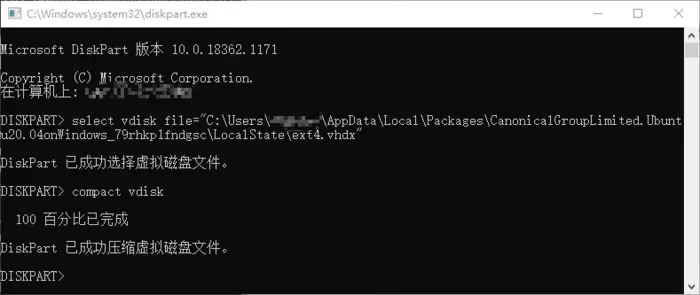 C:\Windows\system32\diskpart.exe
Microsoft DiskPart 版本 10.0.18362.1171
Copyright (C) Microsoft Corporation.
在计算机上:
DISKPART> select vdisk file="C:\Users\ \AppData\Local\Packages\CanonicalGroupLimited.Ubunt
u20.04onWindows_79rhkp1fndgsc\LocalState\ext4.vhdx"
DiskPart 已成功选择虚拟磁盘文件。
DISKPART> compact vdisk
100 百分比已完成
DiskPart 已成功压缩虚拟磁盘文件。
DISKPART>